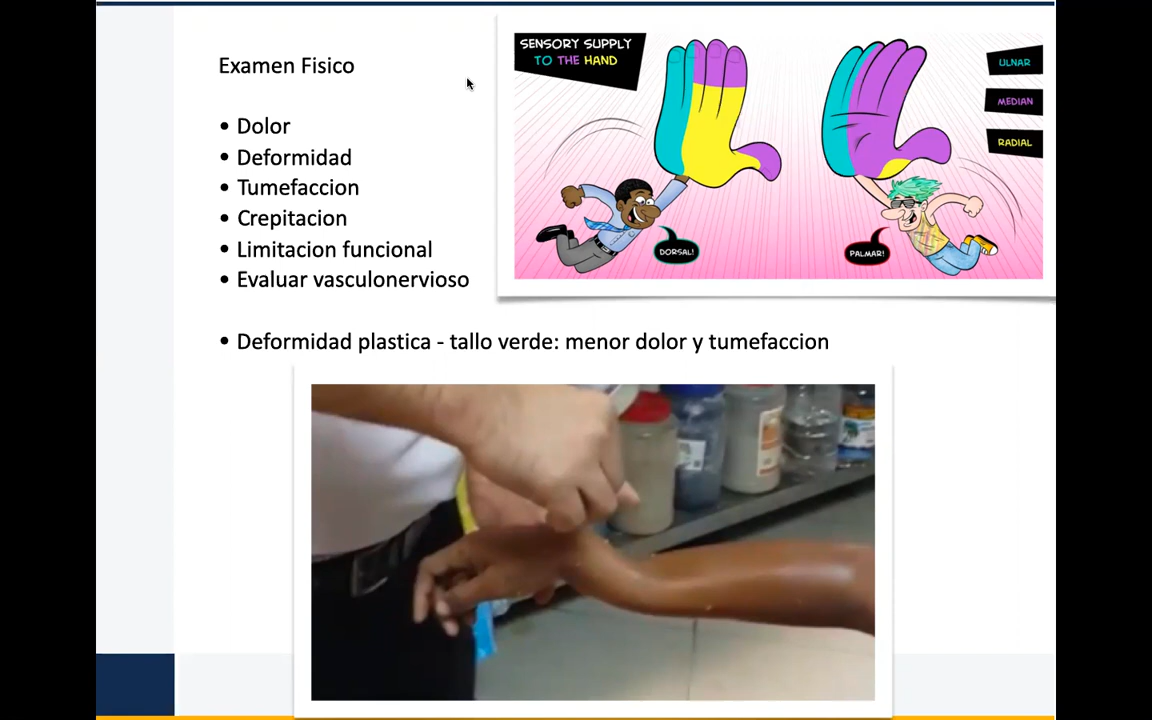 Examen Fisico
• Dolor
• Deformidad
• Tumefaccion
• Crepitacion
• Limitacion funcional
• Evaluar vasculonervioso
• Deformidad plastica - tallo verde: menor dolor y tumefaccion
SENSORY SUPPLY
TO THE HAND
ULNAR
MEDIAN
RADIAL
DORSAL!
PALMAR!